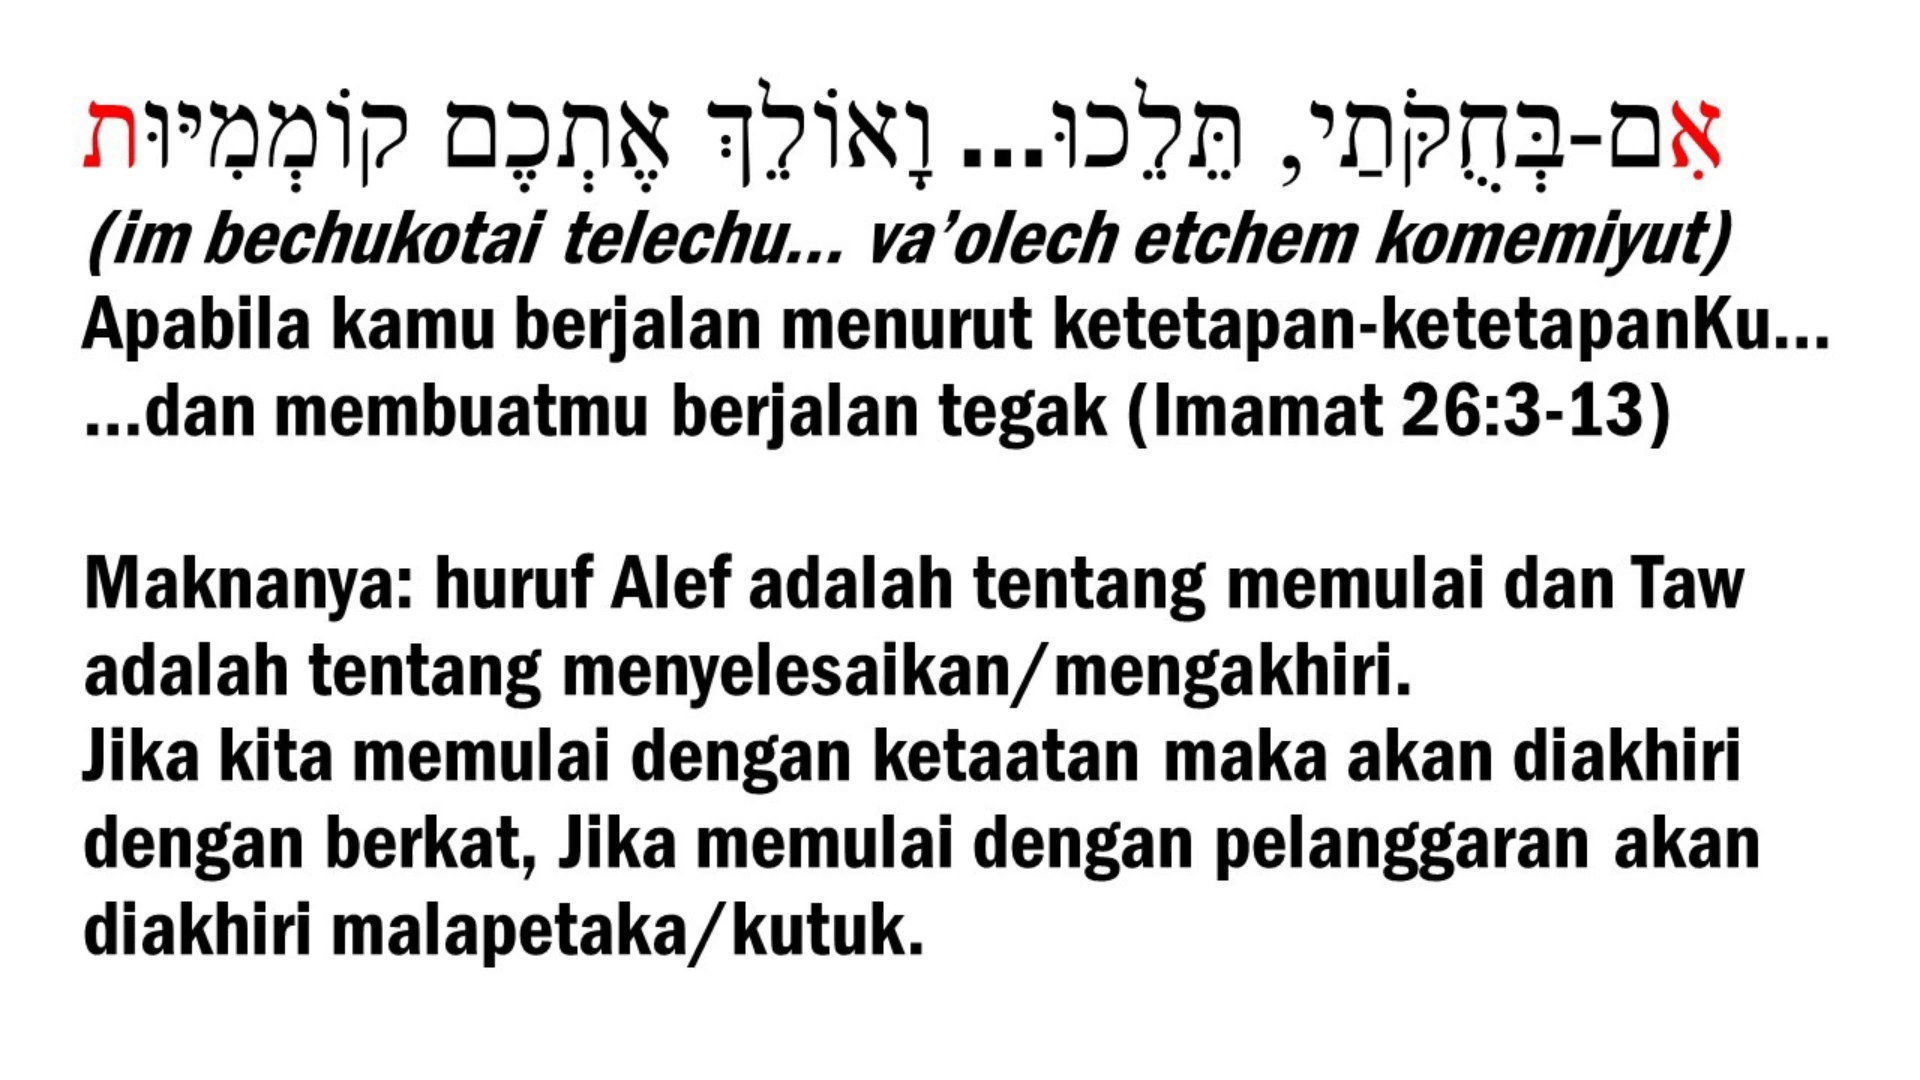 אִם-בְּחֻקֹּתַי, תֵּלֵכוּ... וָאוֹלֵךְ אֶתְכֶם קוֹמְמִיּוּת
(im bechukotai telechu... va’olech etchem komemiyut)
Apabila kamu berjalan menurut ketetapan-ketetapanKu...
...dan membuatmu berjalan tegak (Imamat 26:3-13)
Maknanya: huruf Alef adalah tentang memulai dan Taw
adalah tentang menyelesaikan/mengakhiri.
Jika kita memulai dengan ketaatan maka akan diakhiri
dengan berkat, Jika memulai dengan pelanggaran akan
diakhiri malapetaka/kutuk.